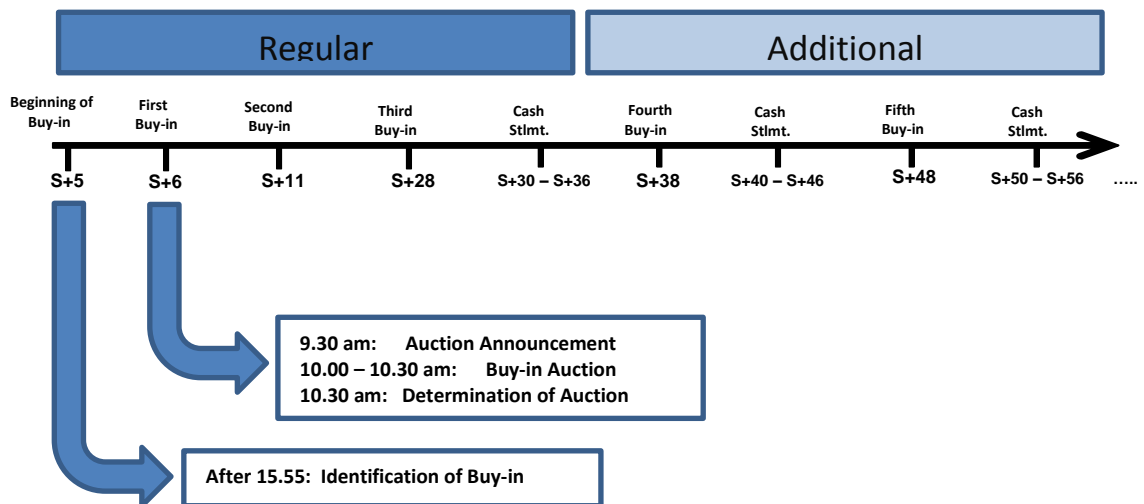 Regular
Additional
Beginning of
Buy-in
First
Buy-in
Second
Buy-in
Third
Buy-in
Cash
Stlmt.
Fourth
Buy-in
Cash
Stlmt.
Fifth
Buy-in
Cash
Stlmt.
S+5
S+6
S+11
S+28
S+30 – S+36
S+38
S+40 – S+46
S+48
S+50 – S+56
.....
9.30 am: Auction Announcement
10.00 – 10.30 am: Buy-in Auction
10.30 am: Determination of Auction
After 15.55: Identification of Buy-in